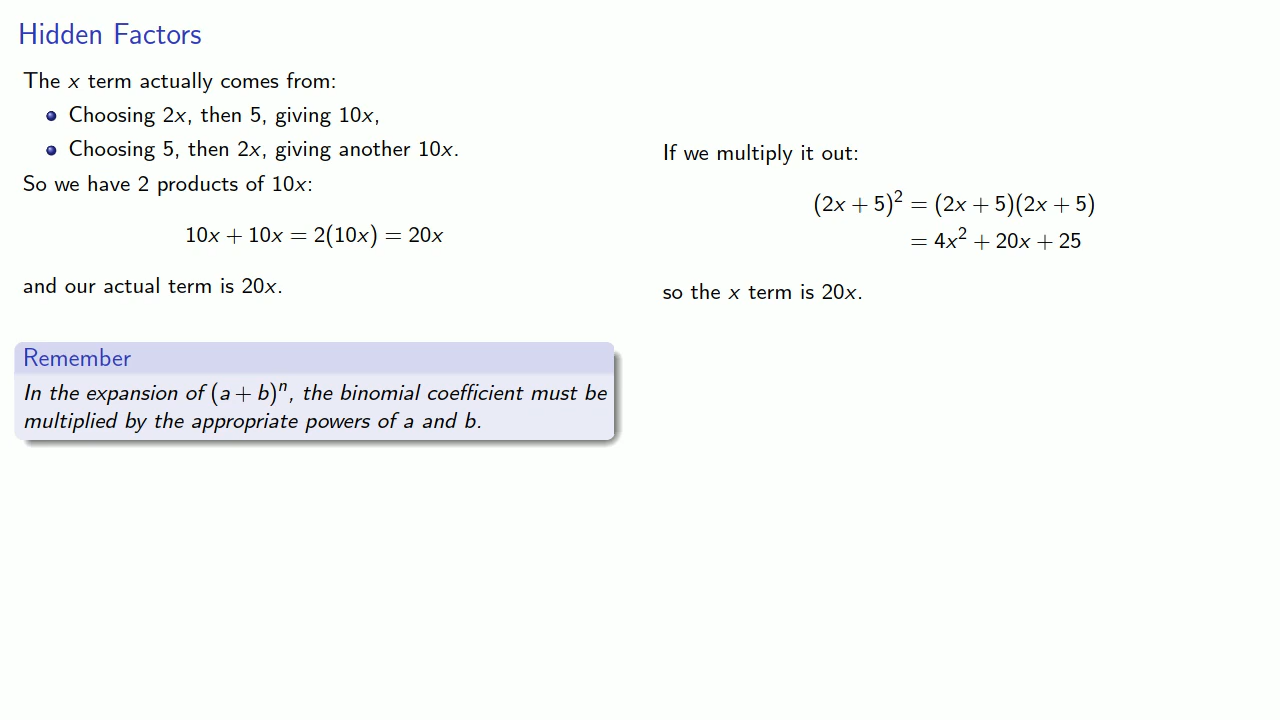 Hidden Factors
The x term actually comes from:
Choosing 2x, then 5, giving 10x,
Choosing 5, then 2x, giving another 10x.
So we have 2 products of 10x:
10x + 10x = 2(10x) = 20x
and our actual term is 20x.
Remember
In the expansion of (a + b)ⁿ, the binomial coefficient must be
multiplied by the appropriate powers of a and b.
If we multiply it out:
(2x + 5)² = (2x + 5)(2x + 5)
= 4x² + 20x + 25
so the x term is 20x.